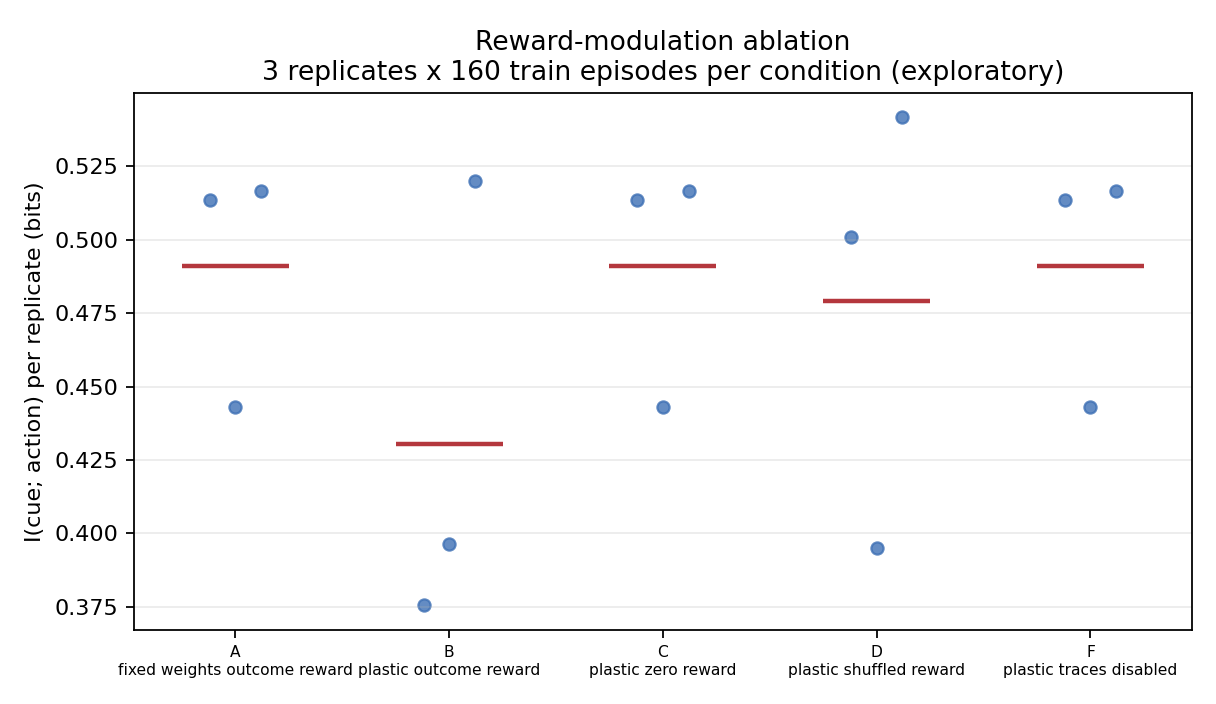 Reward-modulation ablation
3 replicates x 160 train episodes per condition (exploratory)
I(cue; action) per replicate (bits)
0.525
0.500
0.475
0.450
0.425
0.400
0.375
A
fixed weights outcome reward
B
plastic outcome reward
C
plastic zero reward
D
plastic shuffled reward
F
plastic traces disabled